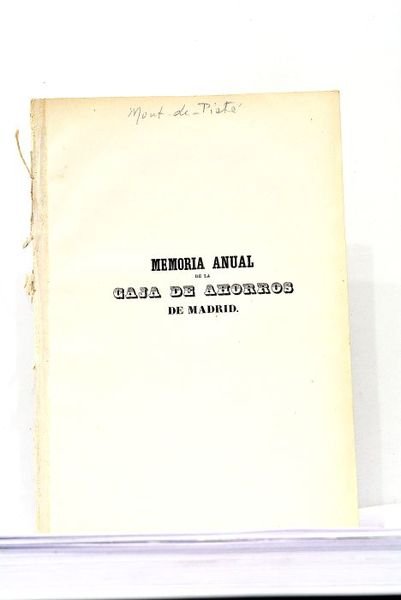 Mont-de-Piété
MEMORIA ANUAL
DE LA
CAJA DE AHORROS
DE MADRID.